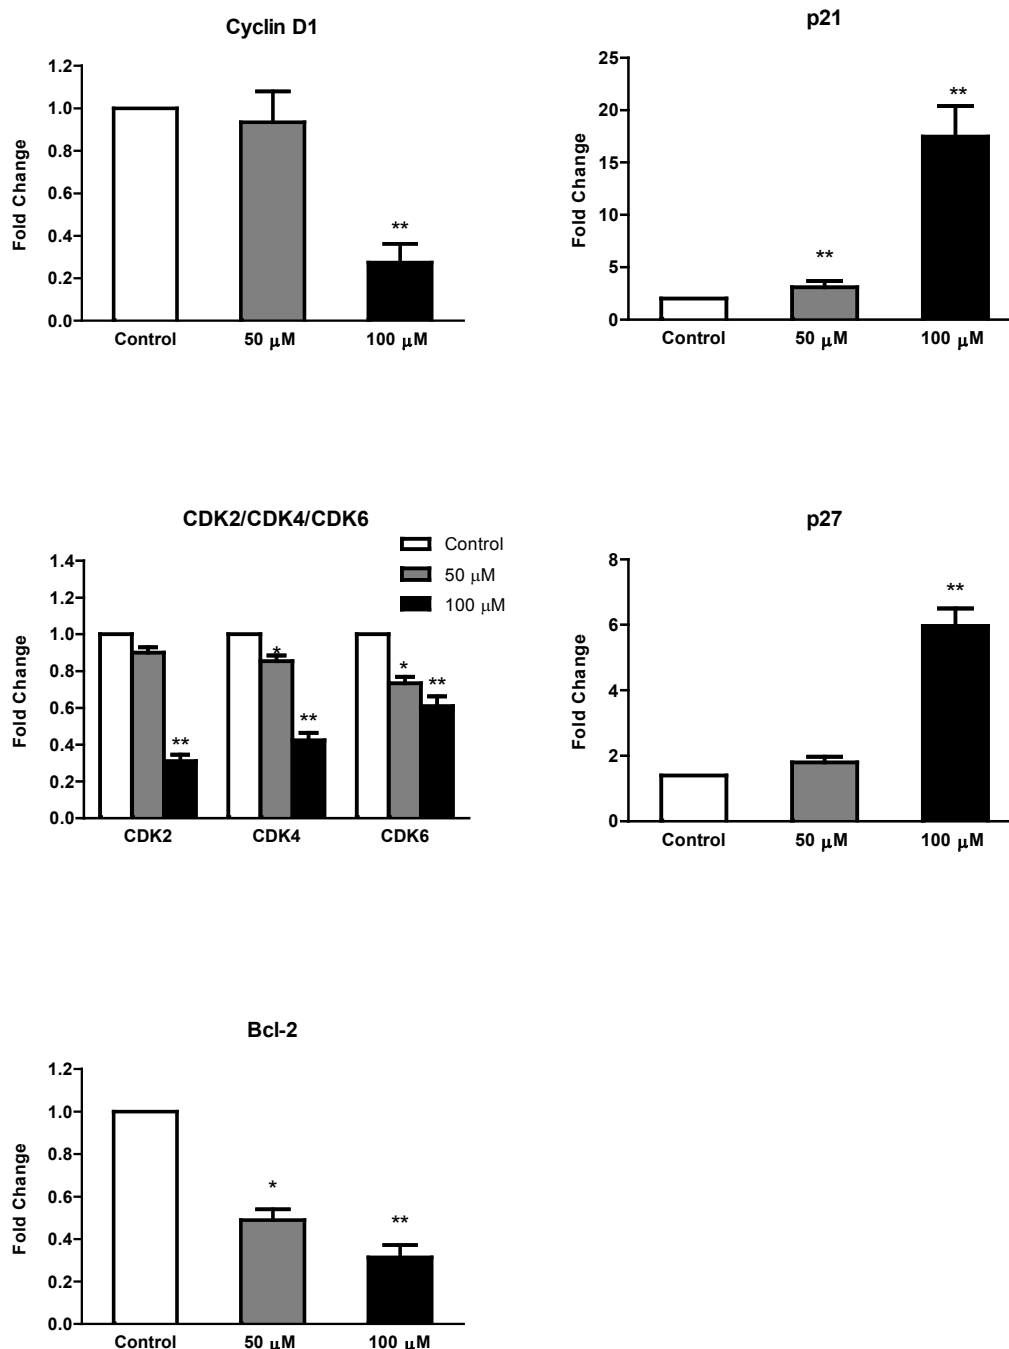 Cyclin D1
Fold Change
1.2
1.0
0.8
0.6
0.4
0.2
0.0
**
Control 50 μM 100 μM
p21
Fold Change
25
20
15
10
5
0
**
**
Control 50 μM 100 μM
CDK2/CDK4/CDK6
Control
50 μM
100 μM
Fold Change
1.4
1.2
1.0
0.8
0.6
0.4
0.2
0.0
** * ** * **
CDK2 CDK4 CDK6
p27
Fold Change
8
6
4
2
0
**
Control 50 μM 100 μM
Bcl-2
Fold Change
1.2
1.0
0.8
0.6
0.4
0.2
0.0
* **
Control 50 μM 100 μM